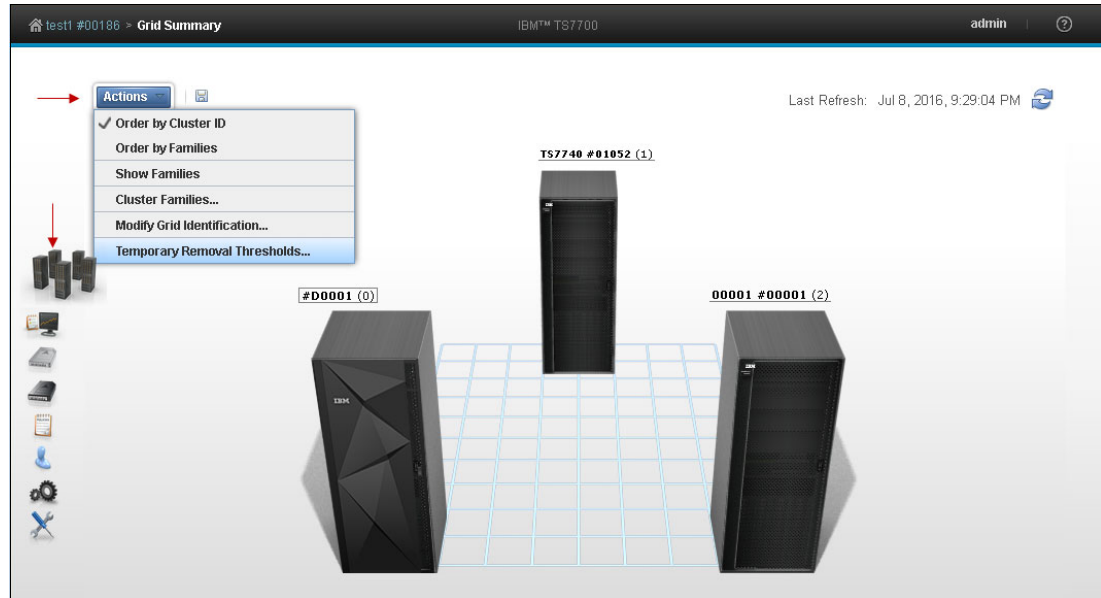 test1 #00186 > Grid Summary
IBM™ TS7700
admin
Actions
Last Refresh: Jul 8, 2016, 9:29:04 PM
Order by Cluster ID
Order by Families
Show Families
Cluster Families...
Modify Grid Identification...
Temporary Removal Thresholds...
TS7740 #01052 (1)
#D0001 (0)
00001 #00001 (2)
IBM